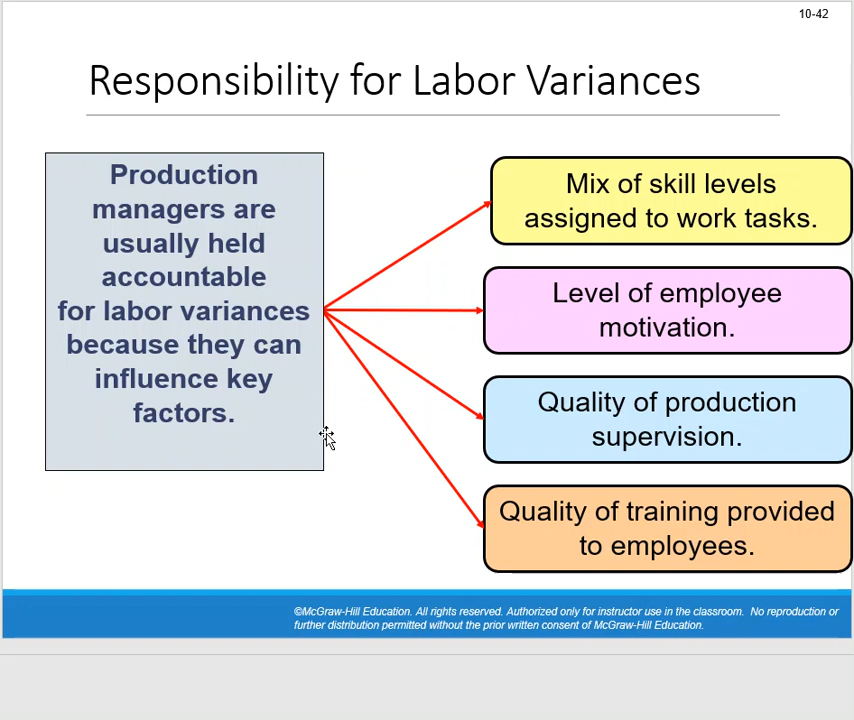 10-42
Responsibility for Labor Variances
Production
managers are
usually held
accountable
for labor variances
because they can
influence key
factors.
Mix of skill levels
assigned to work tasks.
Level of employee
motivation.
Quality of production
supervision.
Quality of training provided
to employees.
©McGraw-Hill Education. All rights reserved. Authorized only for instructor use in the classroom.  No reproduction or
further distribution permitted without the prior written consent of McGraw-Hill Education.